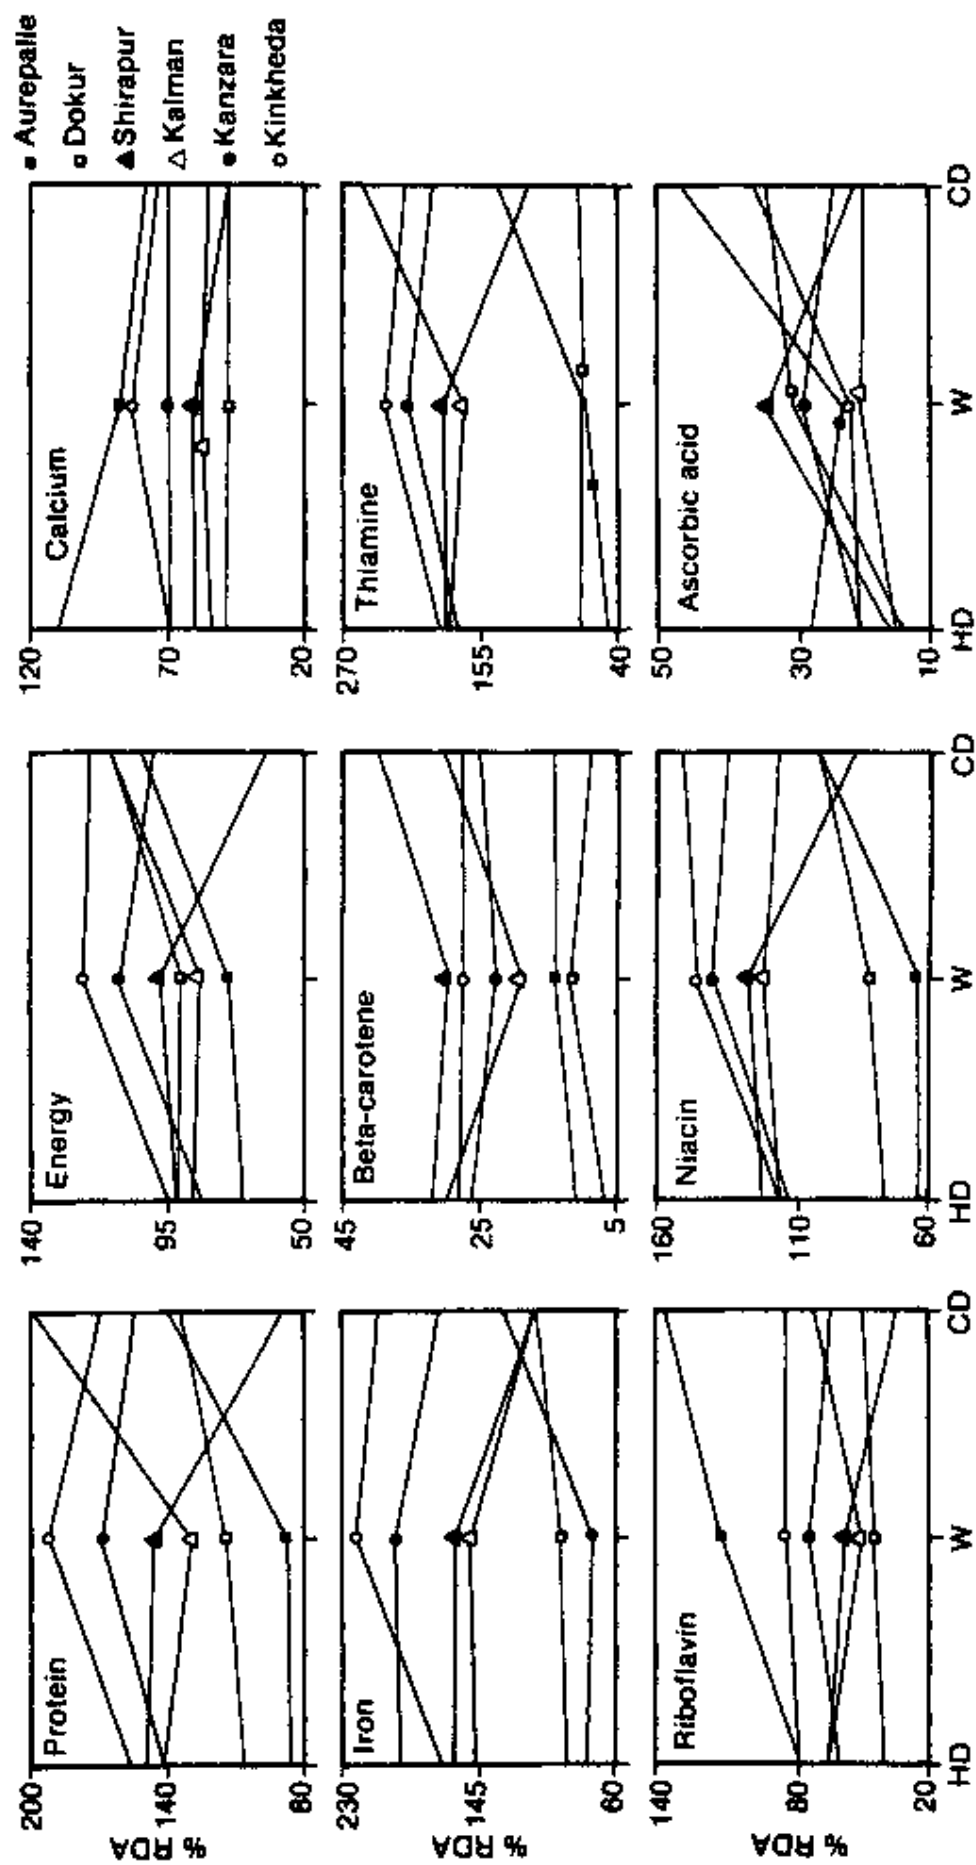 Protein
200
140
80
% RDA
Energy
140
95
50
Calcium
120
70
20
Aurepalle
Dokur
Shirapur
Kalman
Kanzara
Kinkheda
Iron
230
145
60
% RDA
Beta-carotene
45
25
5
Thiamine
270
155
40
Riboflavin
140
80
20
% RDA
HD W CD
Niacin
160
110
60
HD W CD
Ascorbic acid
50
30
10
HD W CD